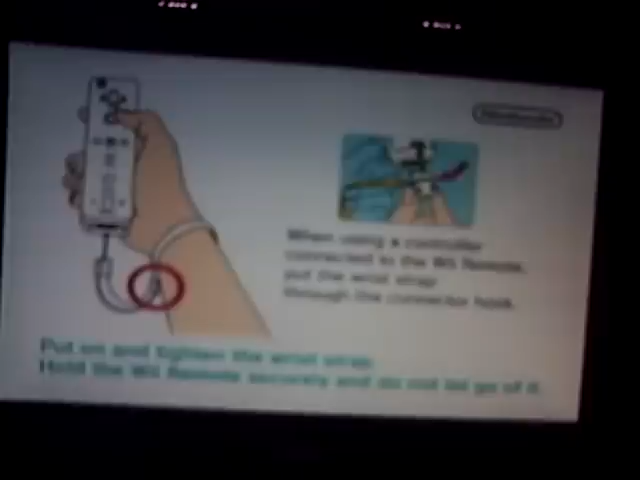 Nintendo
When using a controller
connected to the Wii Remote,
put the wrist strap
through the connector hook.
Put on and tighten the wrist strap.
Hold the Wii Remote securely and do not let go of it.